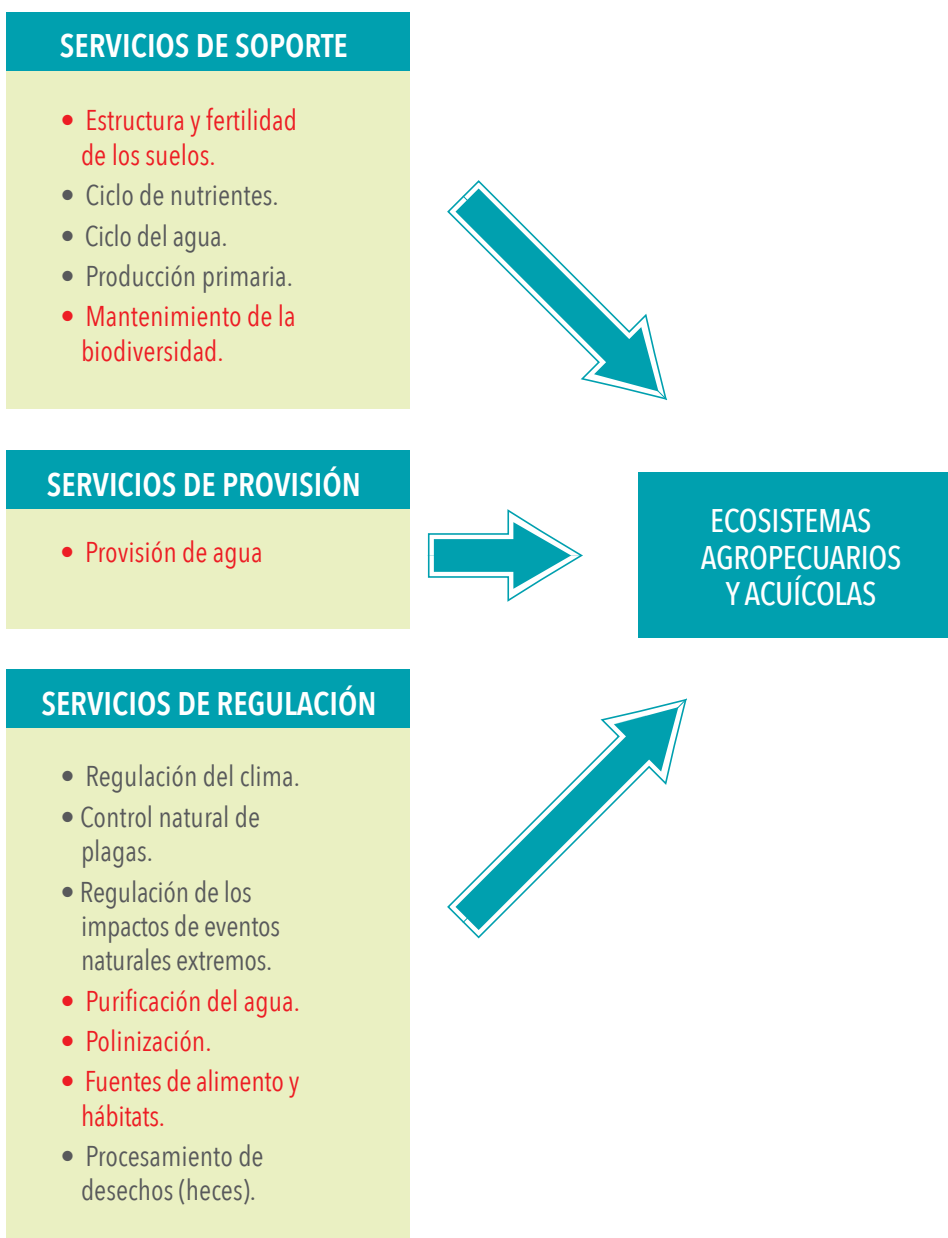 SERVICIOS DE SOPORTE
• Estructura y fertilidad
de los suelos.
• Ciclo de nutrientes.
• Ciclo del agua.
• Producción primaria.
• Mantenimiento de la
biodiversidad.
SERVICIOS DE PROVISIÓN
• Provisión de agua
ECOSISTEMAS
AGROPECUARIOS
Y ACUÍCOLAS
SERVICIOS DE REGULACIÓN
• Regulación del clima.
• Control natural de
plagas.
• Regulación de los
impactos de eventos
naturales extremos.
• Purificación del agua.
• Polinización.
• Fuentes de alimento y
hábitats.
• Procesamiento de
desechos (heces).